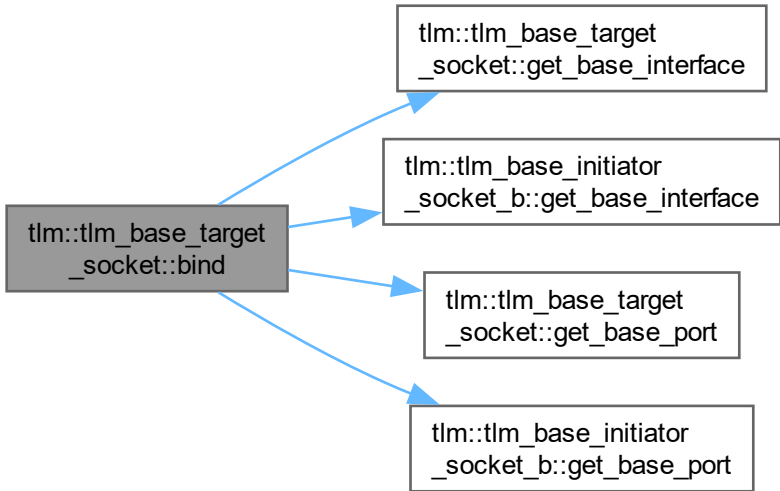 tlm::tlm_base_target
_socket::get_base_interface
tlm::tlm_base_initiator
_socket_b::get_base_interface
tlm::tlm_base_target
_socket::bind
tlm::tlm_base_target
_socket::get_base_port
tlm::tlm_base_initiator
_socket_b::get_base_port